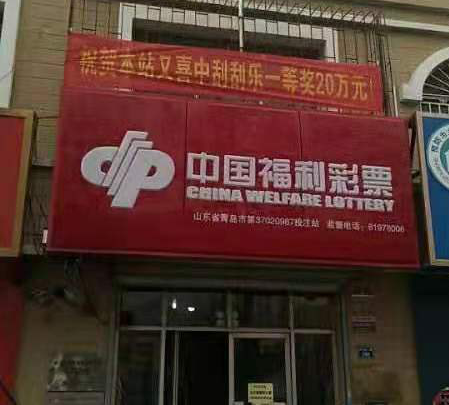 祝贺本站又喜中刮刮乐一等奖20万元
中国福利彩票
CHINA WELFARE LOTTERY
山东省青岛市第37020967投注站 监督电话:81978006